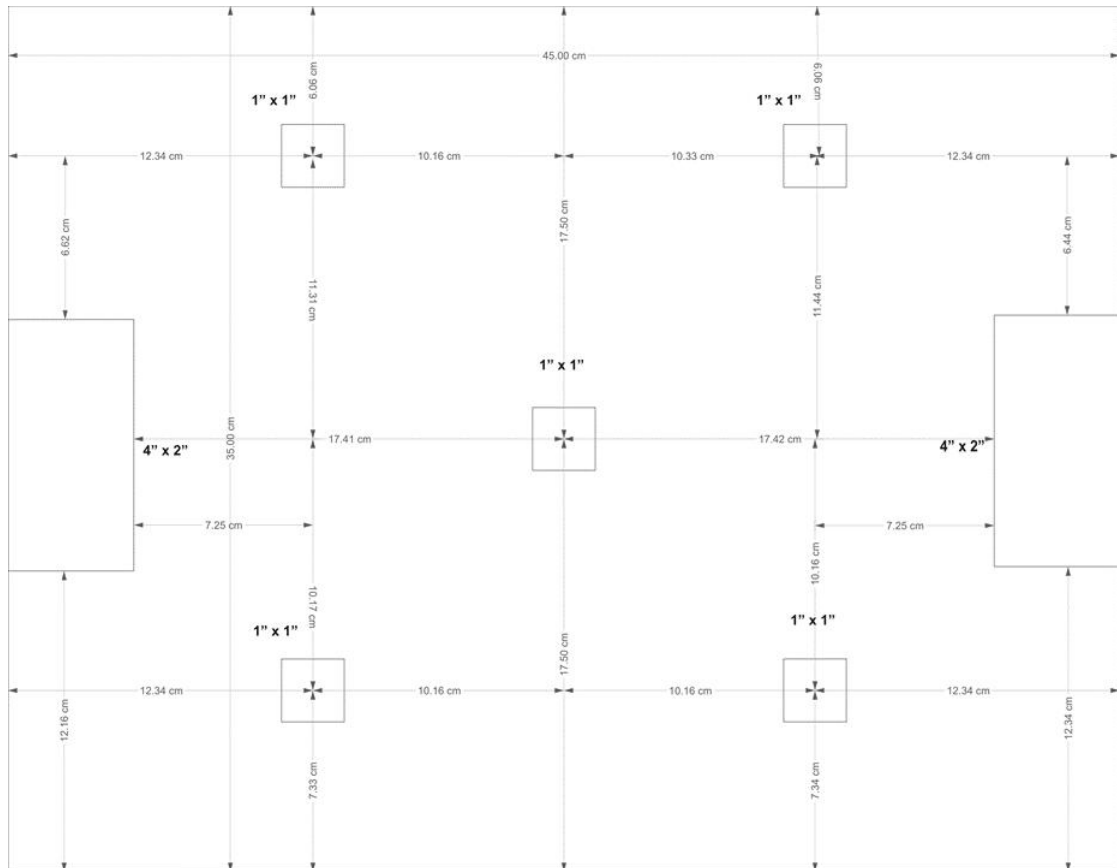 45.00 cm
6.06 cm
6.06 cm
1” x 1”
1” x 1”
12.34 cm
10.16 cm
10.33 cm
12.34 cm
6.62 cm
17.50 cm
6.44 cm
11.31 cm
11.44 cm
1” x 1”
35.00 cm
17.41 cm
17.42 cm
4” x 2”
4” x 2”
7.25 cm
7.25 cm
10.17 cm
10.16 cm
1” x 1”
1” x 1”
17.50 cm
12.34 cm
10.16 cm
10.16 cm
12.34 cm
12.16 cm
12.34 cm
7.33 cm
7.34 cm